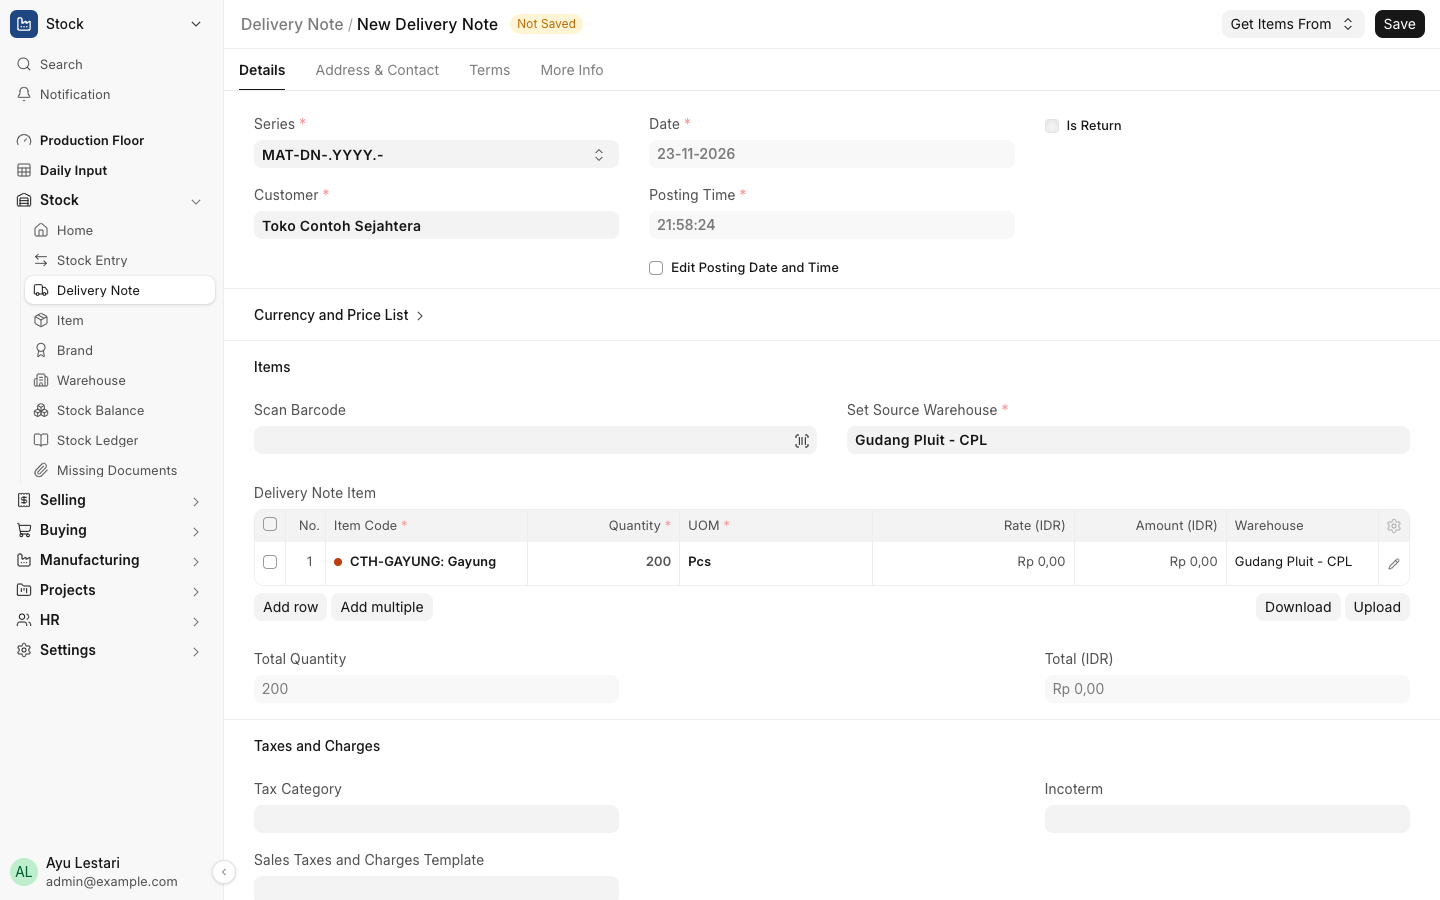 Stock
Search
Notification
Production Floor
Daily Input
Stock
Home
Stock Entry
Delivery Note
Item
Brand
Warehouse
Stock Balance
Stock Ledger
Missing Documents
Selling
Buying
Manufacturing
Projects
HR
Settings
AL
Ayu Lestari
admin@example.com
Delivery Note / New Delivery Note Not Saved
Get Items From Save
Details Address & Contact Terms More Info
Series * Date * Is Return
MAT-DN-.YYYY.- 23-11-2026
Customer * Posting Time *
Toko Contoh Sejahtera 21:58:24
Edit Posting Date and Time
Currency and Price List
Items
Scan Barcode Set Source Warehouse *
Gudang Pluit - CPL
Delivery Note Item
No. Item Code * Quantity * UOM * Rate (IDR) Amount (IDR) Warehouse
1 CTH-GAYUNG: Gayung 200 Pcs Rp 0,00 Rp 0,00 Gudang Pluit - CPL
Add row Add multiple Download Upload
Total Quantity Total (IDR)
200 Rp 0,00
Taxes and Charges
Tax Category Incoterm
Sales Taxes and Charges Template